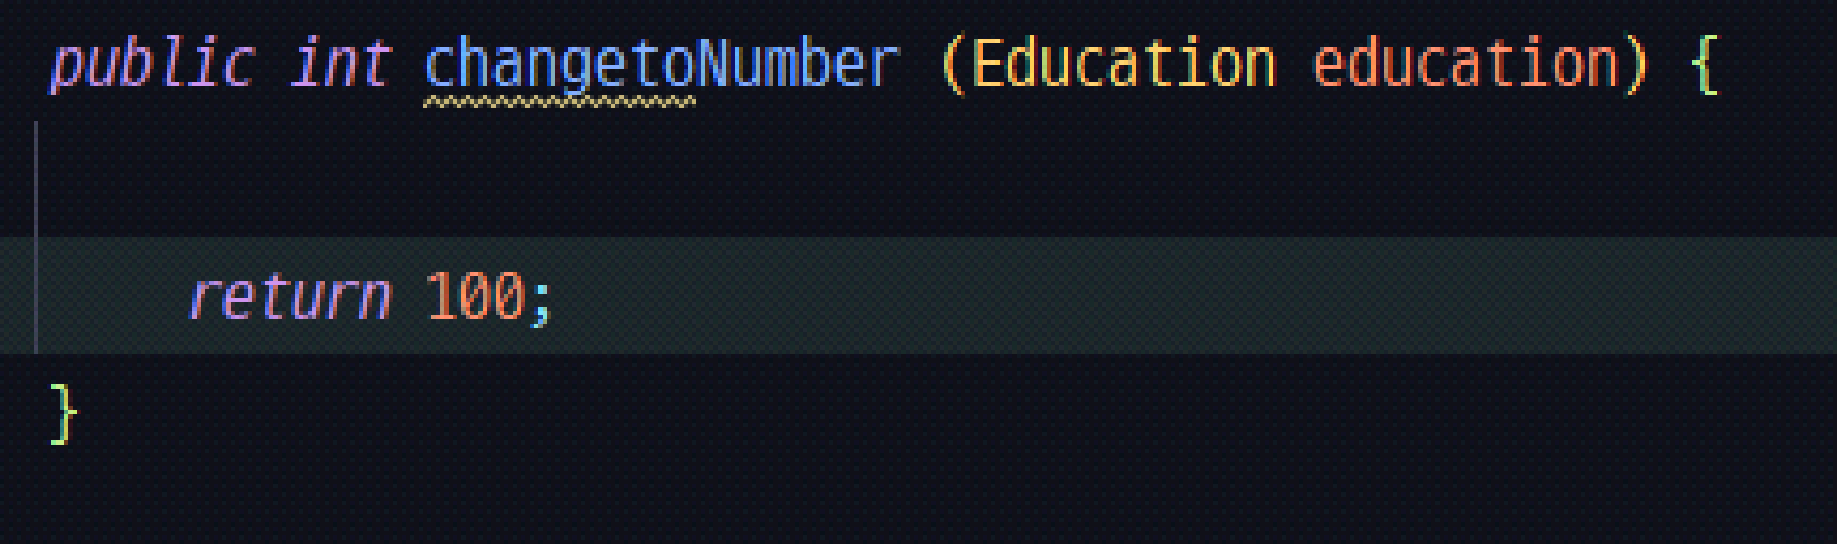 public int changetoNumber (Education education) {
return 100;
}